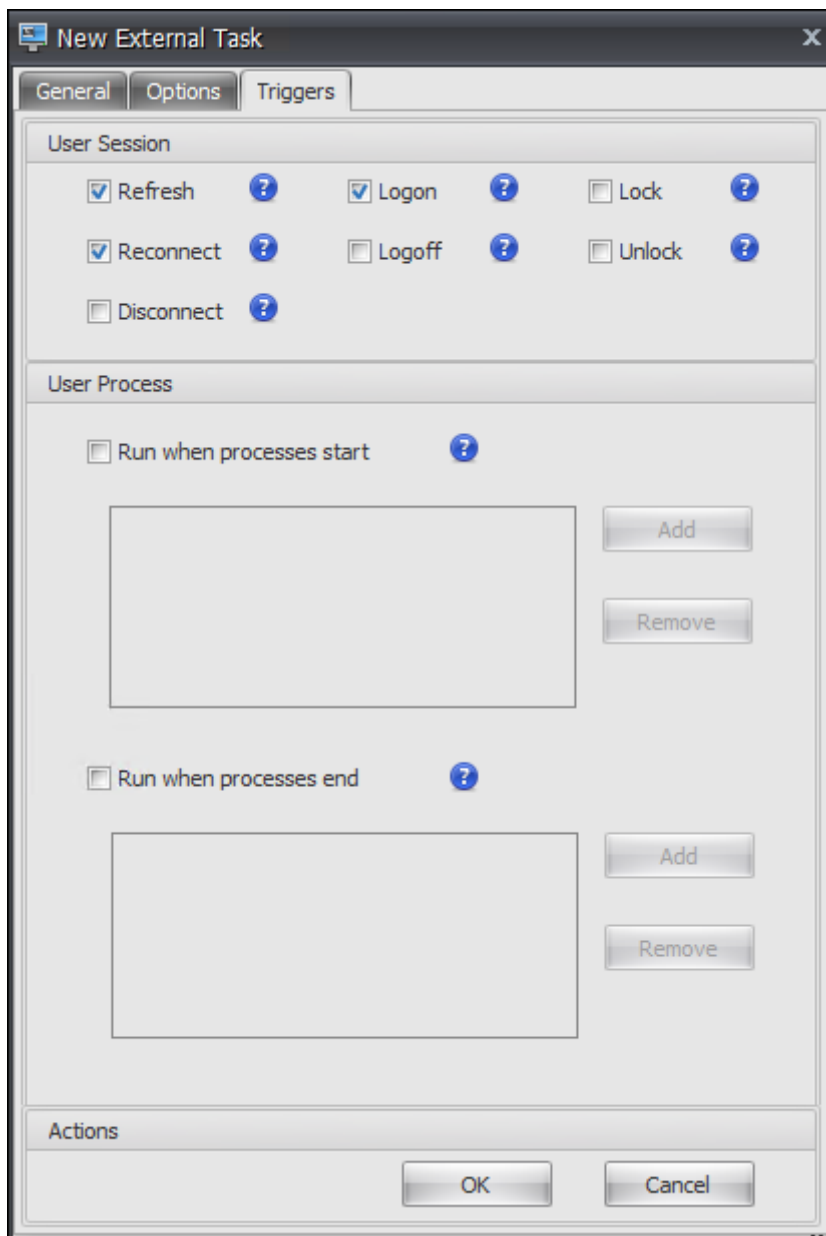 New External Task
General Options Triggers
User Session
Refresh ? Logon ? Lock ?
Reconnect ? Logoff ? Unlock ?
Disconnect ?
User Process
Run when processes start ?
Add
Remove
Run when processes end ?
Add
Remove
Actions
OK Cancel